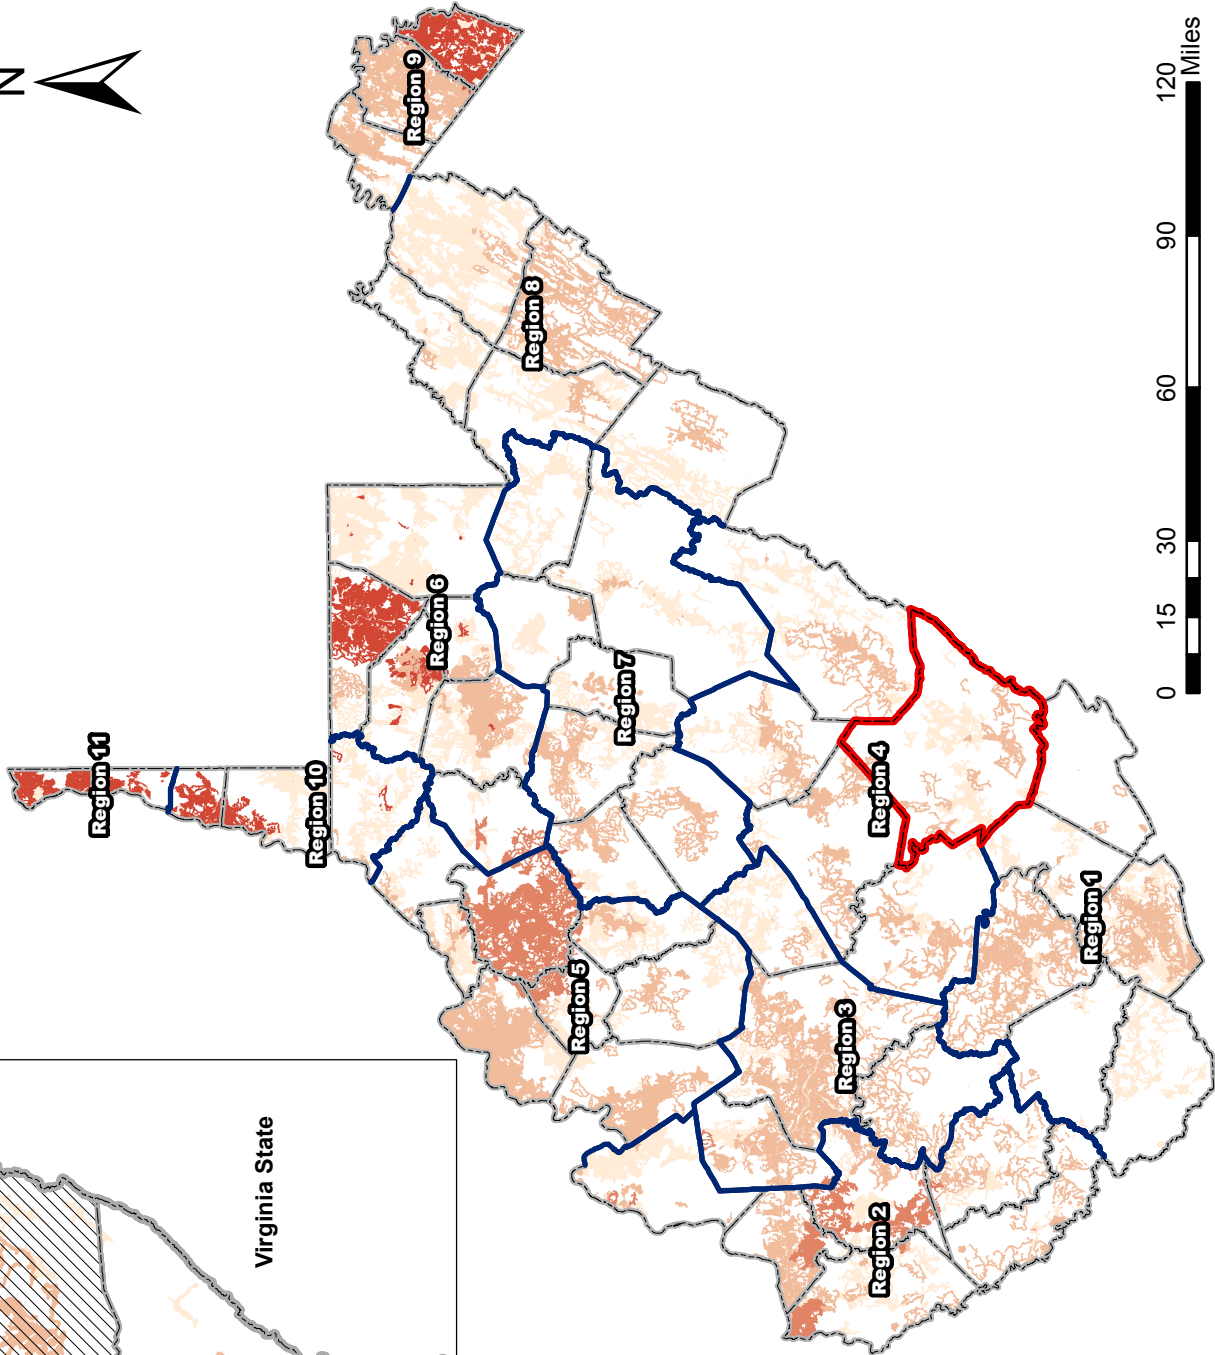 N
Region 9
Region 8
Region 6
Region 11
Region 10
Region 7
Region 4
Region 5
Region 3
Region 1
Region 2
Virginia State
0 15 30 60 90 120
Miles